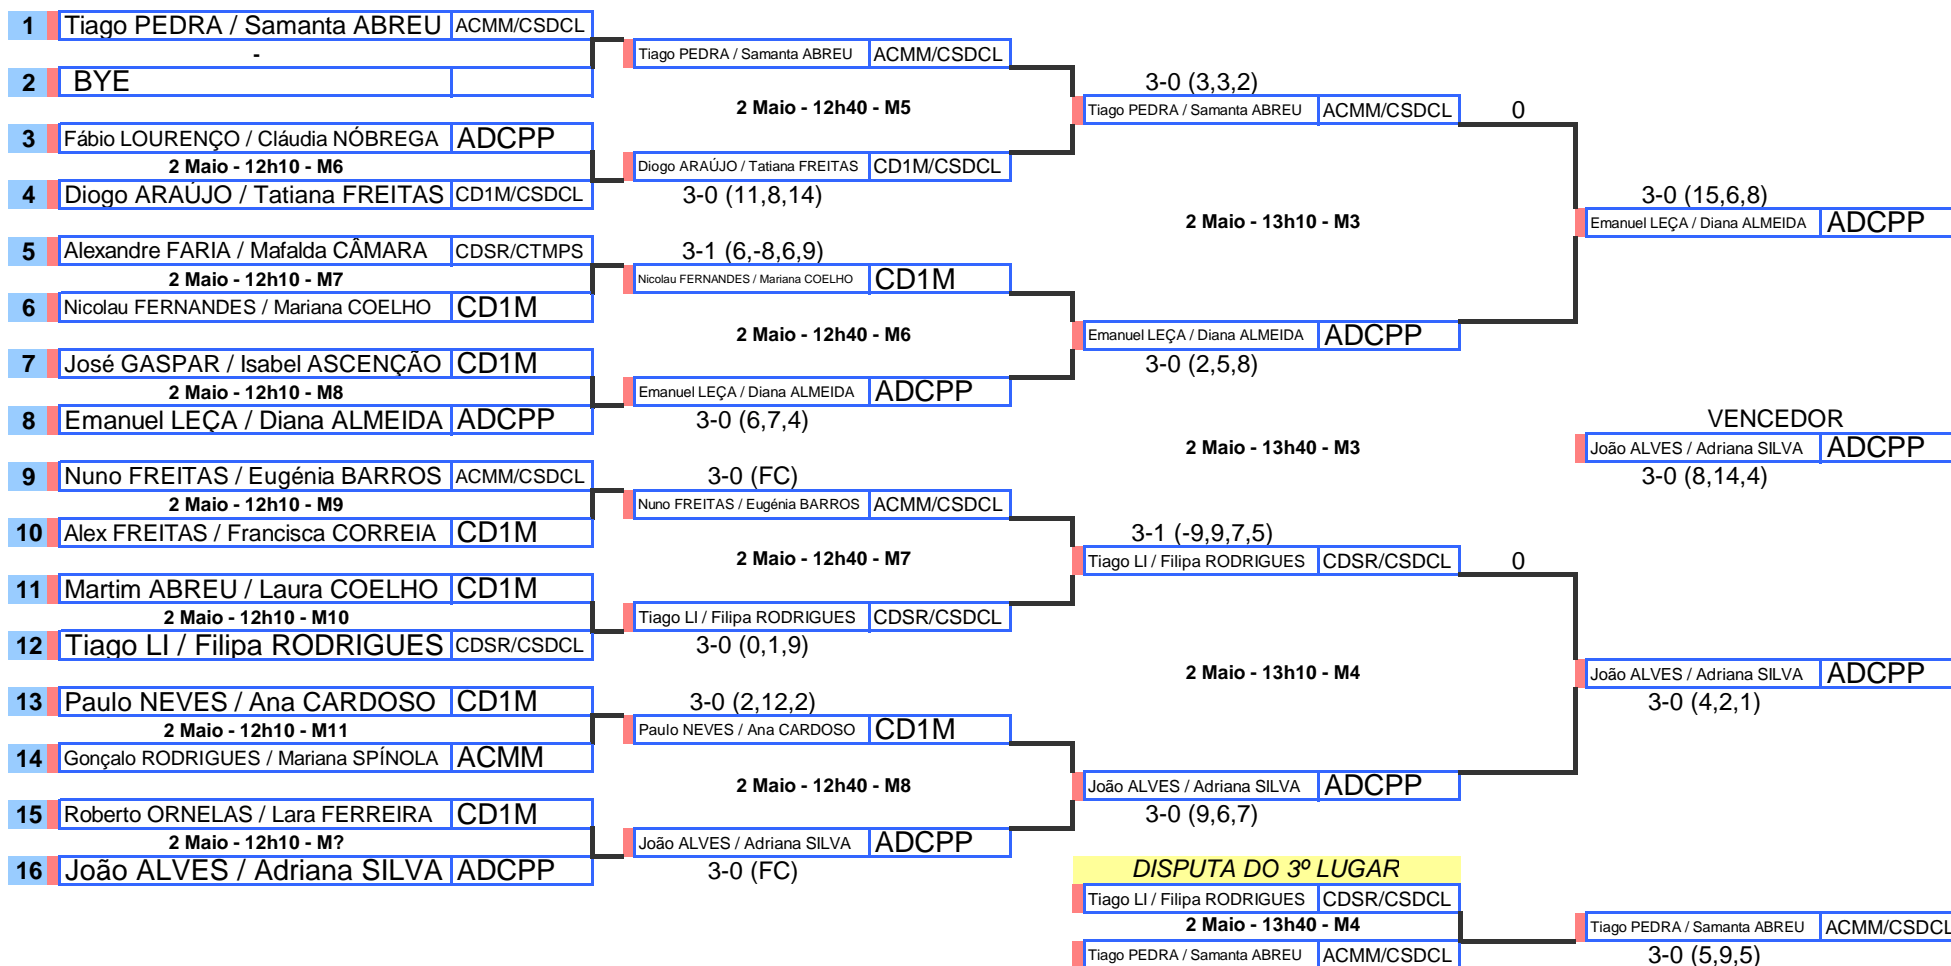 1 Tiago PEDRA / Samanta ABREU ACMM/CSDCL
-
2 BYE
3 Fábio LOURENÇO / Cláudia NÓBREGA ADCPP
2 Maio - 12h10 - M6
4 Diogo ARAÚJO / Tatiana FREITAS CD1M/CSDCL
5 Alexandre FARIA / Mafalda CÂMARA CDSR/CTMPS
2 Maio - 12h10 - M7
6 Nicolau FERNANDES / Mariana COELHO CD1M
7 José GASPAR / Isabel ASCENÇÃO CD1M
2 Maio - 12h10 - M8
8 Emanuel LEÇA / Diana ALMEIDA ADCPP
9 Nuno FREITAS / Eugénia BARROS ACMM/CSDCL
2 Maio - 12h10 - M9
10 Alex FREITAS / Francisca CORREIA CD1M
11 Martim ABREU / Laura COELHO CD1M
2 Maio - 12h10 - M10
12 Tiago LI / Filipa RODRIGUES CDSR/CSDCL
13 Paulo NEVES / Ana CARDOSO CD1M
2 Maio - 12h10 - M11
14 Gonçalo RODRIGUES / Mariana SPÍNOLA ACMM
15 Roberto ORNELAS / Lara FERREIRA CD1M
2 Maio - 12h10 - M?
16 João ALVES / Adriana SILVA ADCPP
Tiago PEDRA / Samanta ABREU ACMM/CSDCL
2 Maio - 12h40 - M5
Diogo ARAÚJO / Tatiana FREITAS CD1M/CSDCL
3-0 (11,8,14)
3-1 (6,-8,6,9)
Nicolau FERNANDES / Mariana COELHO CD1M
2 Maio - 12h40 - M6
Emanuel LEÇA / Diana ALMEIDA ADCPP
3-0 (6,7,4)
3-0 (FC)
Nuno FREITAS / Eugénia BARROS ACMM/CSDCL
2 Maio - 12h40 - M7
Tiago LI / Filipa RODRIGUES CDSR/CSDCL
3-0 (0,1,9)
3-0 (2,12,2)
Paulo NEVES / Ana CARDOSO CD1M
2 Maio - 12h40 - M8
João ALVES / Adriana SILVA ADCPP
3-0 (FC)
3-0 (3,3,2)
Tiago PEDRA / Samanta ABREU ACMM/CSDCL 0
2 Maio - 13h10 - M3
Emanuel LEÇA / Diana ALMEIDA ADCPP
3-0 (2,5,8)
2 Maio - 13h40 - M3
3-1 (-9,9,7,5)
Tiago LI / Filipa RODRIGUES CDSR/CSDCL 0
2 Maio - 13h10 - M4
João ALVES / Adriana SILVA ADCPP
3-0 (9,6,7)
DISPUTA DO 3º LUGAR
Tiago LI / Filipa RODRIGUES CDSR/CSDCL
2 Maio - 13h40 - M4
Tiago PEDRA / Samanta ABREU ACMM/CSDCL
3-0 (15,6,8)
Emanuel LEÇA / Diana ALMEIDA ADCPP
VENCEDOR
João ALVES / Adriana SILVA ADCPP
3-0 (8,14,4)
João ALVES / Adriana SILVA ADCPP
3-0 (4,2,1)
Tiago PEDRA / Samanta ABREU ACMM/CSDCL
3-0 (5,9,5)